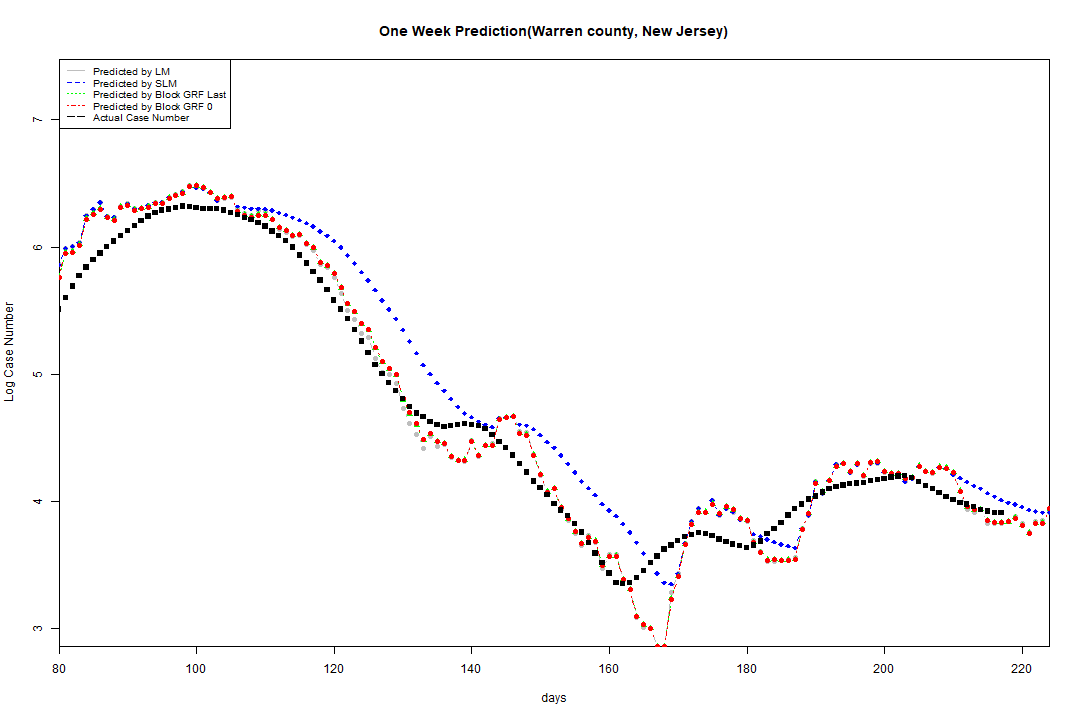 One Week Prediction(Warren county, New Jersey)
Predicted by LM
Predicted by SLM
Predicted by Block GRF Last
Predicted by Block GRF 0
Actual Case Number
7
6
5
4
3
Log Case Number
80 100 120 140 160 180 200 220
days